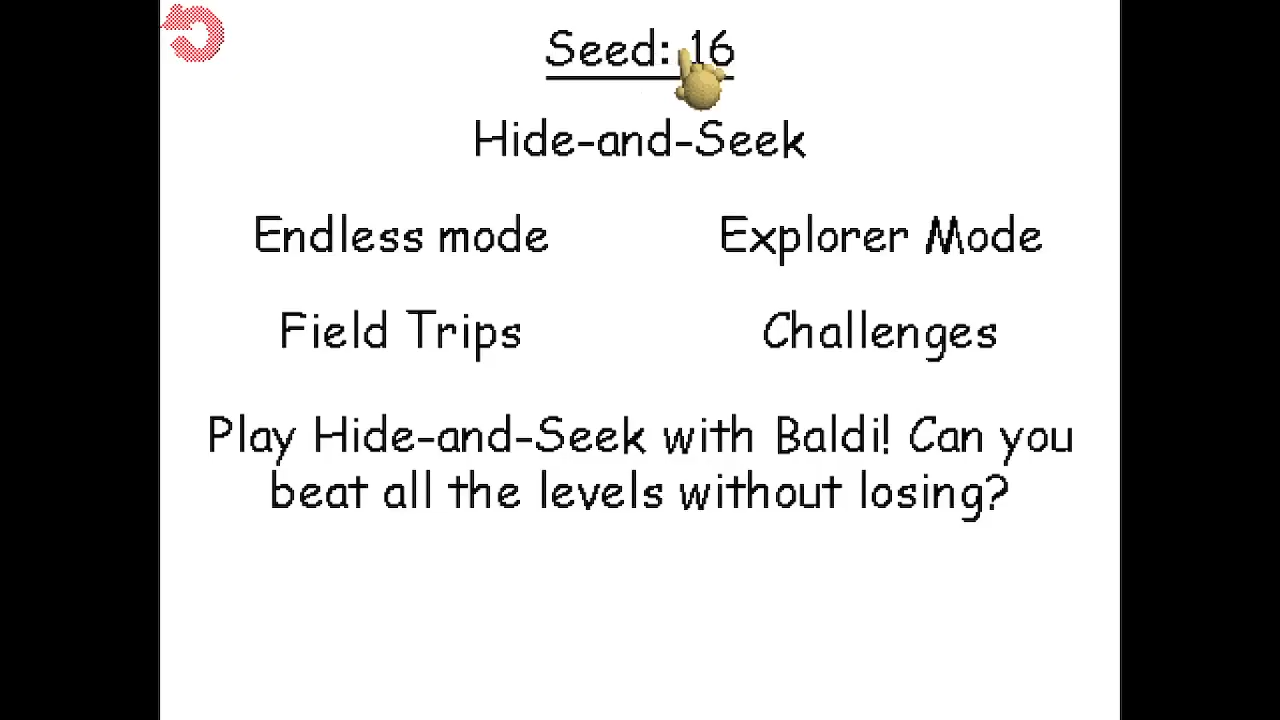 Seed: 16
Hide-and-Seek
Endless mode
Explorer Mode
Field Trips
Challenges
Play Hide-and-Seek with Baldi! Can you
beat all the levels without losing?